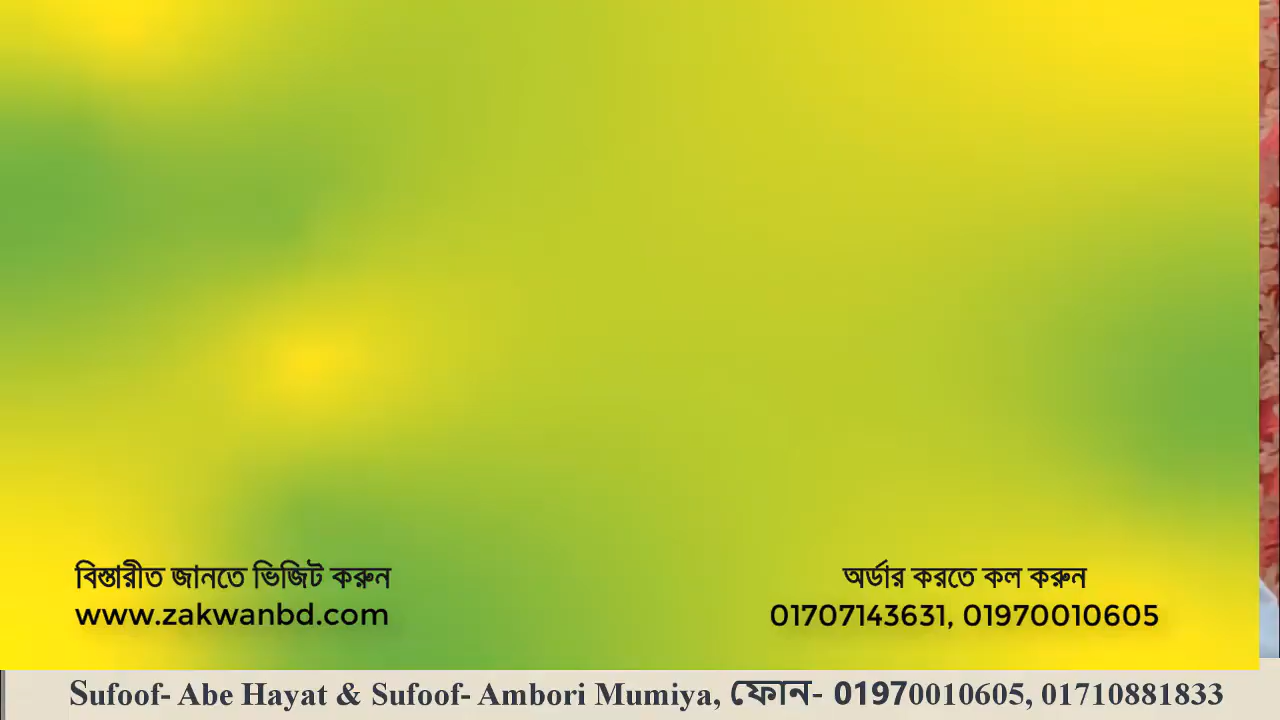 বিস্তারীত জানতে ভিজিট করুন
www.zakwanbd.com
অর্ডার করতে কল করুন
01707143631, 01970010605
Sufoof- Abe Hayat & Sufoof- Ambori Mumiya, ফোন- 01970010605, 01710881833